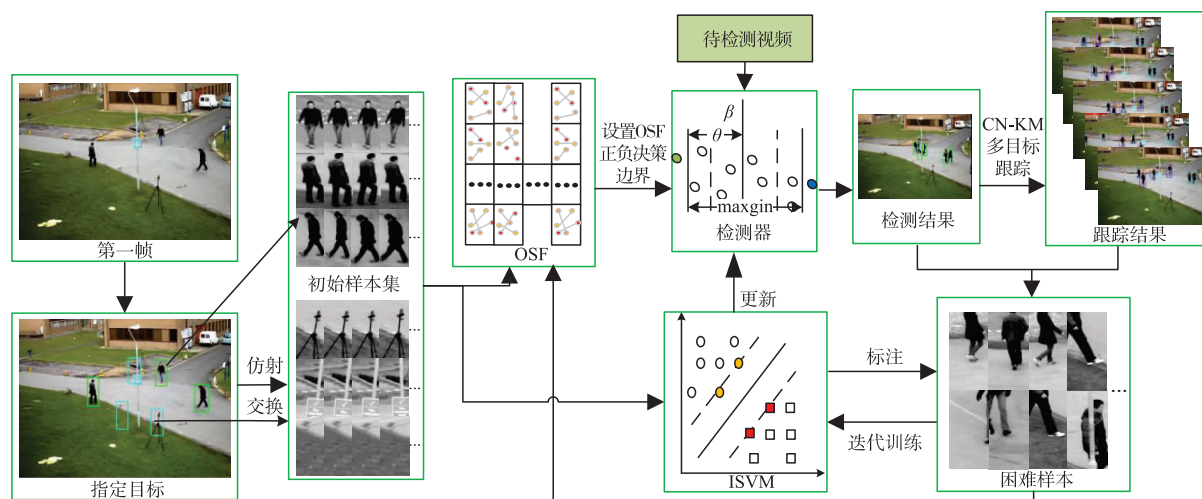 待检测视频
第一帧
指定目标
仿射
交换
初始样本集
OSF
设置OSF
正负决策
边界
β
θ
maxgin
检测器
检测结果
CN-KM
多目标
跟踪
跟踪结果
更新
ISVM
标注
迭代训练
困难样本